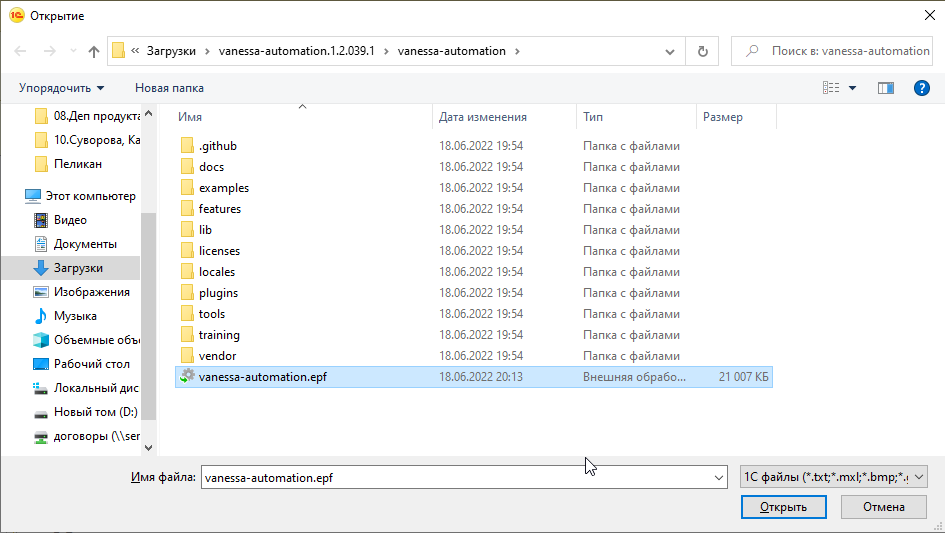 1С Открытие
« Загрузки › vanessa-automation.1.2.039.1 › vanessa-automation ›
Поиск в: vanessa-automation
Упорядочить Новая папка
08.Деп продукта
10.Суворова, Ка
Пеликан
Этот компьютер
Видео
Документы
Загрузки
Изображения
Музыка
Объемные объ
Рабочий стол
Локальный дис
Новый том (D:)
договоры (\\ser
Имя Дата изменения Тип Размер
.github 18.06.2022 19:54 Папка с файлами
docs 18.06.2022 19:54 Папка с файлами
examples 18.06.2022 19:54 Папка с файлами
features 18.06.2022 19:54 Папка с файлами
lib 18.06.2022 19:54 Папка с файлами
licenses 18.06.2022 19:54 Папка с файлами
locales 18.06.2022 19:54 Папка с файлами
plugins 18.06.2022 19:54 Папка с файлами
tools 18.06.2022 19:54 Папка с файлами
training 18.06.2022 19:54 Папка с файлами
vendor 18.06.2022 19:54 Папка с файлами
vanessa-automation.epf 18.06.2022 20:13 Внешняя обрабо... 21 007 КБ
Имя файла: vanessa-automation.epf 1С файлы (*.txt;*.mxl;*.bmp;*.g
Открыть Отмена